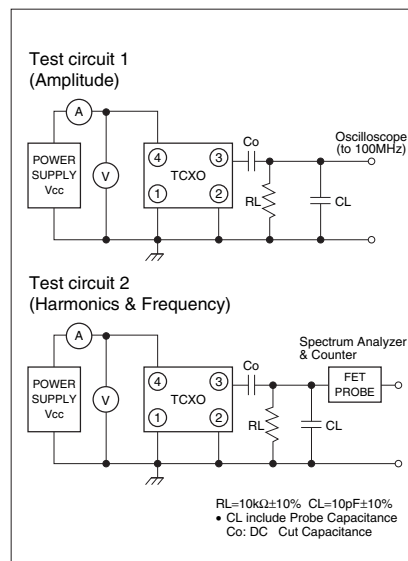 Test circuit 1
(Amplitude)
A
Co
Oscilloscope
(to 100MHz)
POWER
SUPPLY
Vcc
V
4
3
TCXO
1
2
RL
CL
Test circuit 2
(Harmonics & Frequency)
A
Co
Spectrum Analyzer
& Counter
POWER
SUPPLY
Vcc
V
4
3
TCXO
1
2
RL
CL
FET
PROBE
RL=10kΩ±10% CL=10pF±10%
• CL include Probe Capacitance
Co: DC Cut Capacitance